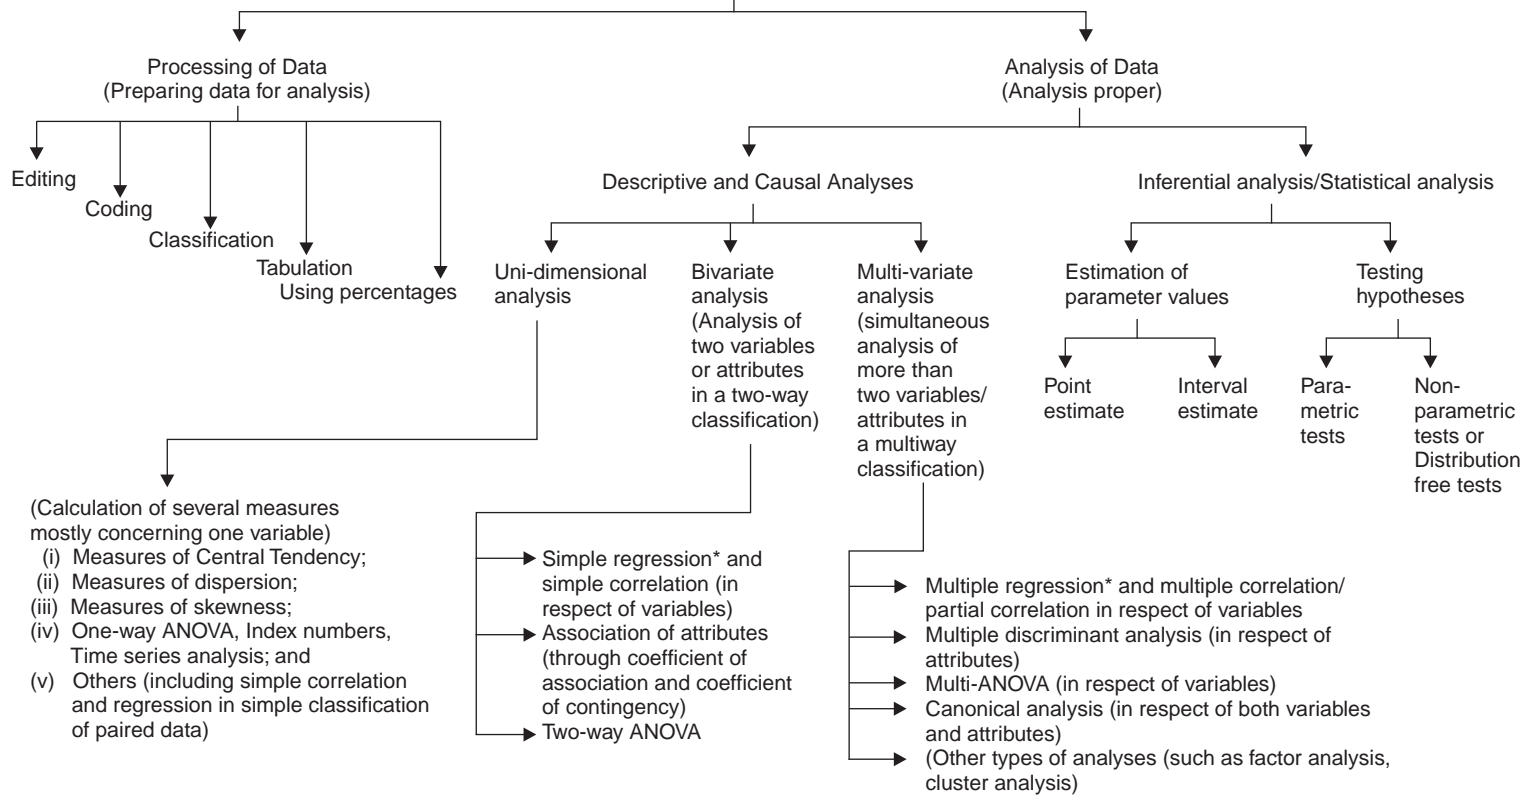 Processing of Data
(Preparing data for analysis)
Editing
Coding
Classification
Tabulation
Using percentages
Analysis of Data
(Analysis proper)
Descriptive and Causal Analyses
Uni-dimensional
analysis
(Calculation of several measures
mostly concerning one variable)
(i) Measures of Central Tendency;
(ii) Measures of dispersion;
(iii) Measures of skewness;
(iv) One-way ANOVA, Index numbers,
Time series analysis; and
(v) Others (including simple correlation
and regression in simple classification
of paired data)
Bivariate
analysis
(Analysis of
two variables
or attributes
in a two-way
classification)
Simple regression* and
simple correlation (in
respect of variables)
Association of attributes
(through coefficient of
association and coefficient
of contingency)
Two-way ANOVA
Multi-variate
analysis
(simultaneous
analysis of
more than
two variables/
attributes in
a multiway
classification)
Multiple regression* and multiple correlation/
partial correlation in respect of variables
Multiple discriminant analysis (in respect of
attributes)
Multi-ANOVA (in respect of variables)
Canonical analysis (in respect of both variables
and attributes)
(Other types of analyses (such as factor analysis,
cluster analysis)
Inferential analysis/Statistical analysis
Estimation of
parameter values
Point
estimate
Interval
estimate
Testing
hypotheses
Para-
metric
tests
Non-
parametric
tests or
Distribution
free tests